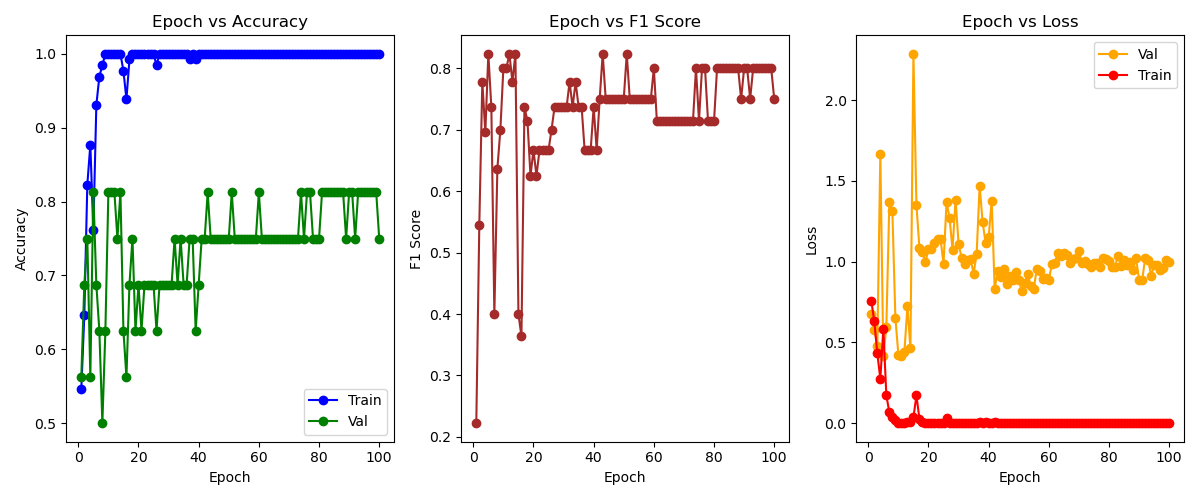 Epoch vs Accuracy
1.0
0.9
0.8
0.7
0.6
0.5
Accuracy
0 20 40 60 80 100
Epoch
Train
Val
Epoch vs F1 Score
0.8
0.7
0.6
0.5
0.4
0.3
0.2
F1 Score
0 20 40 60 80 100
Epoch
Epoch vs Loss
2.0
1.5
1.0
0.5
0.0
Loss
0 20 40 60 80 100
Epoch
Val
Train